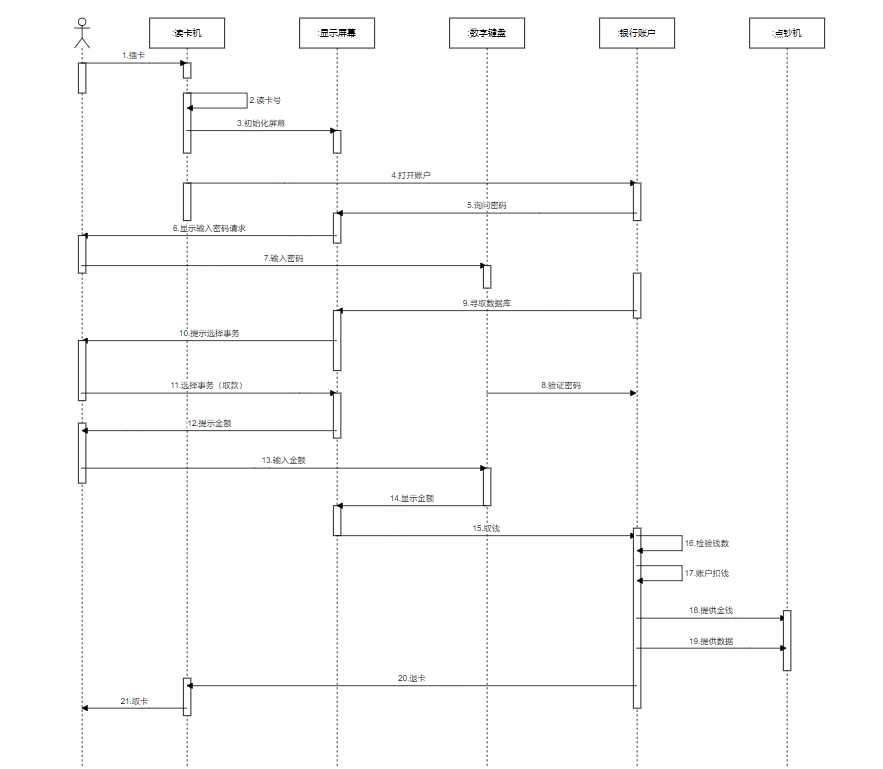 :读卡机
:显示屏幕
:数字键盘
:银行账户
:点钞机
1.插卡
2.读卡号
3.初始化屏幕
4.打开账户
5.询问密码
6.显示输入密码请求
7.输入密码
9.寻取数据库
10.提示选择事务
11.选择事务（取款）
8.验证密码
12.提示金额
13.输入金额
14.显示金额
15.取钱
16.检验钱数
17.账户扣钱
18.提供金钱
19.提供数据
20.退卡
21.取卡